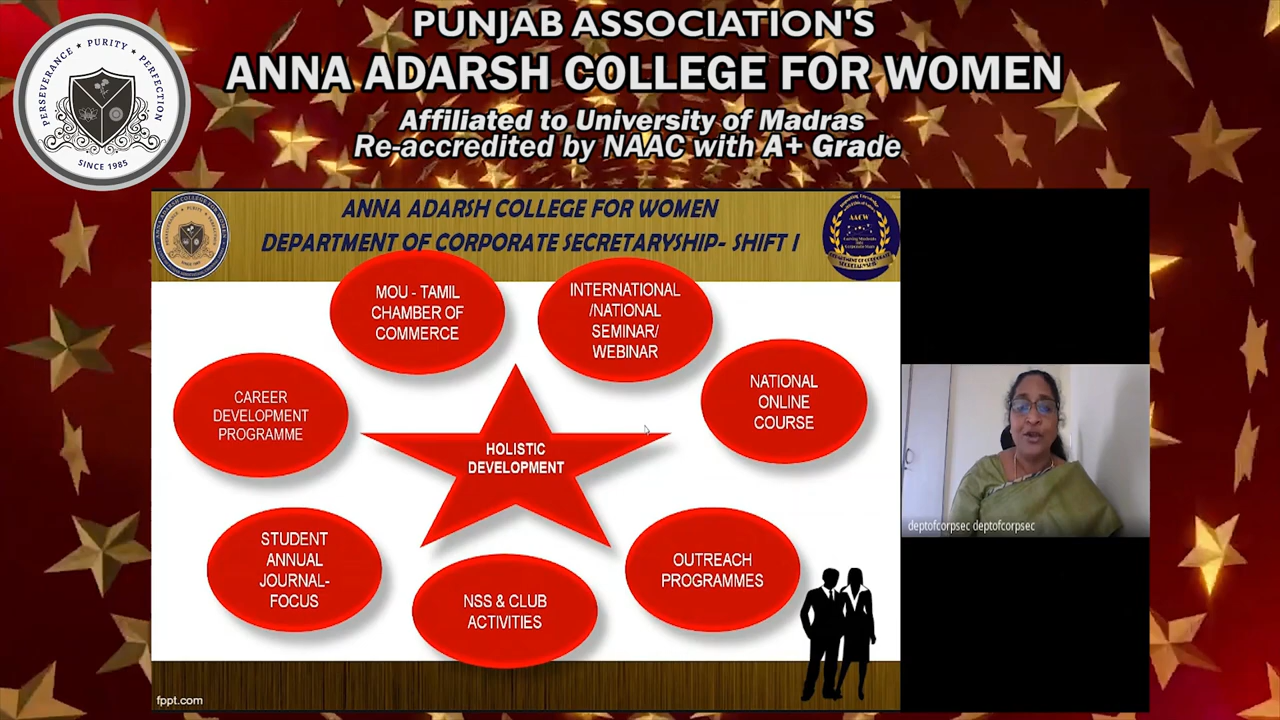 PUNJAB ASSOCIATION'S
ANNA ADARSH COLLEGE FOR WOMEN
Affiliated to University of Madras
Re-accredited by NAAC with A+ Grade
PERSEVERANCE ★ PURITY ★ PERFECTION
SINCE 1985
ANNA ADARSH COLLEGE FOR WOMEN
DEPARTMENT OF CORPORATE SECRETARYSHIP- SHIFT I
AACW
MOU - TAMIL
CHAMBER OF
COMMERCE
INTERNATIONAL
/NATIONAL
SEMINAR/
WEBINAR
CAREER
DEVELOPMENT
PROGRAMME
NATIONAL
ONLINE
COURSE
HOLISTIC
DEVELOPMENT
STUDENT
ANNUAL
JOURNAL-
FOCUS
NSS & CLUB
ACTIVITIES
OUTREACH
PROGRAMMES
deptofcorpsec deptofcorpsec
fppt.com